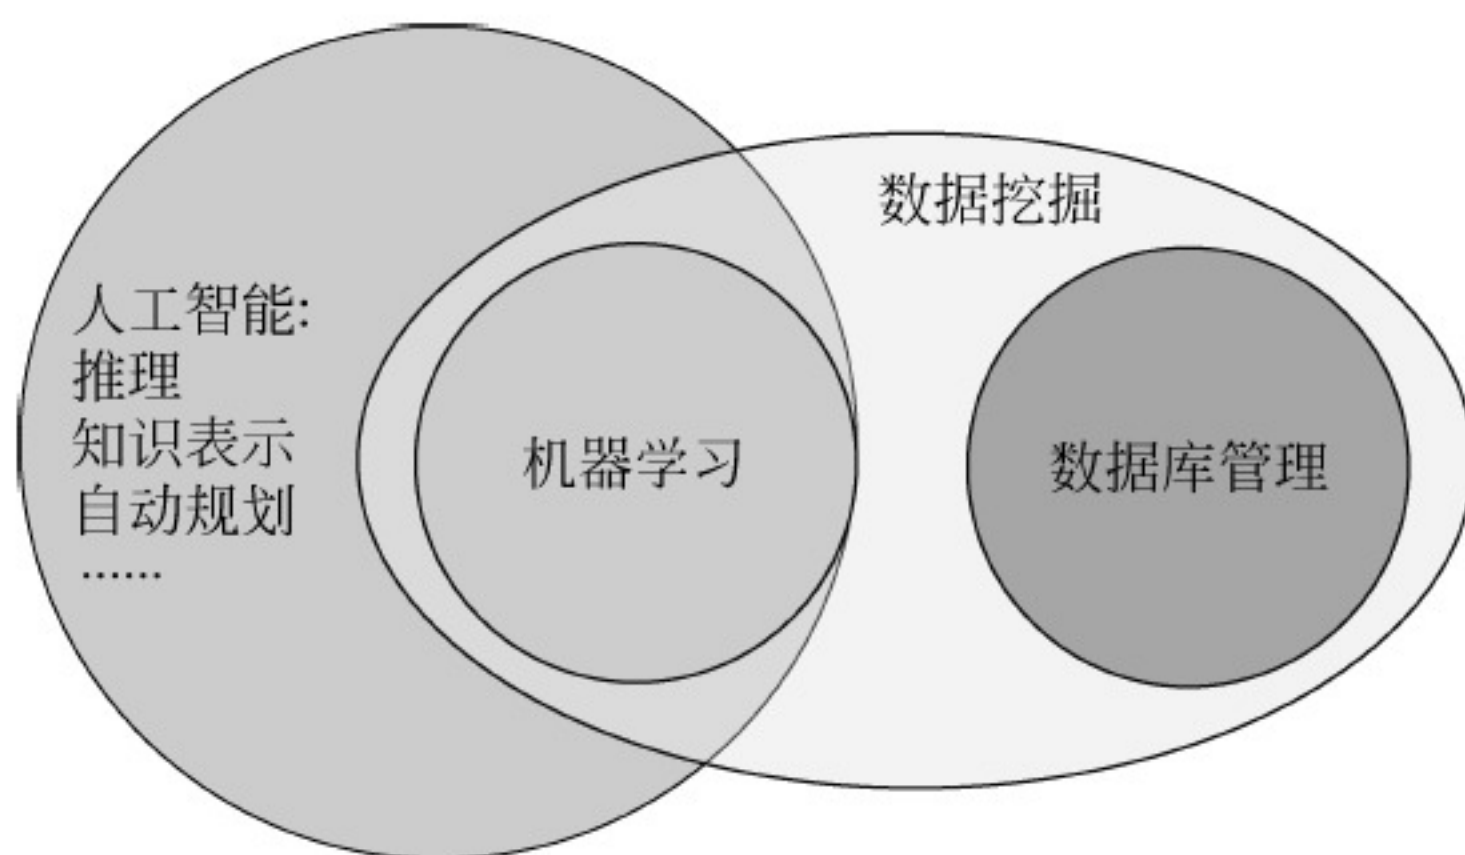 数据挖掘
人工智能:
推理
知识表示
自动规划
……
机器学习
数据库管理